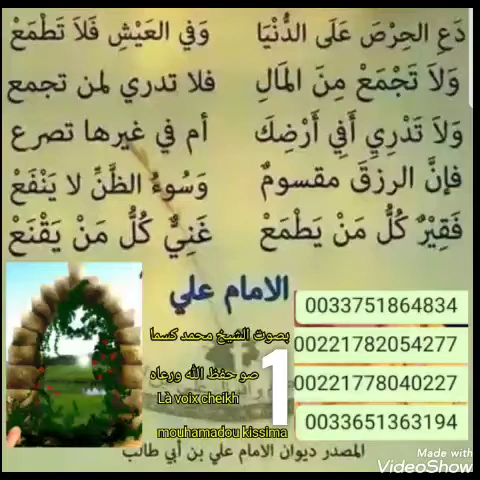 دَعِ الحِرْصَ عَلَى الدُّنْيَا وَفي العَيْشِ فَلاَ تَطْمَعْ
وَلاَ تَجْمَعْ مِنَ المَالِ فلا تدري لمن تجمع
وَلاَ تَدْرِي أَفِي أَرْضِكَ أم في غيرها تصرع
فإنَّ الرزقَ مقسومٌ وَسُوءُ الظَّنِّ لا يَنْفَعْ
فَقِيْرٌ كُلُّ مَنْ يَطْمَعْ غَنِيٌّ كُلُّ مَنْ يَقْنَعْ
الامام علي
0033751864834
بصوت الشيخ محمد كسما
00221782054277
صو حفظ الله ورعاه
1
00221778040227
Là voix cheikh
0033651363194
mouhamadou kissima
المصدر ديوان الامام علي بن أبي طالب
Made with
VideoShow